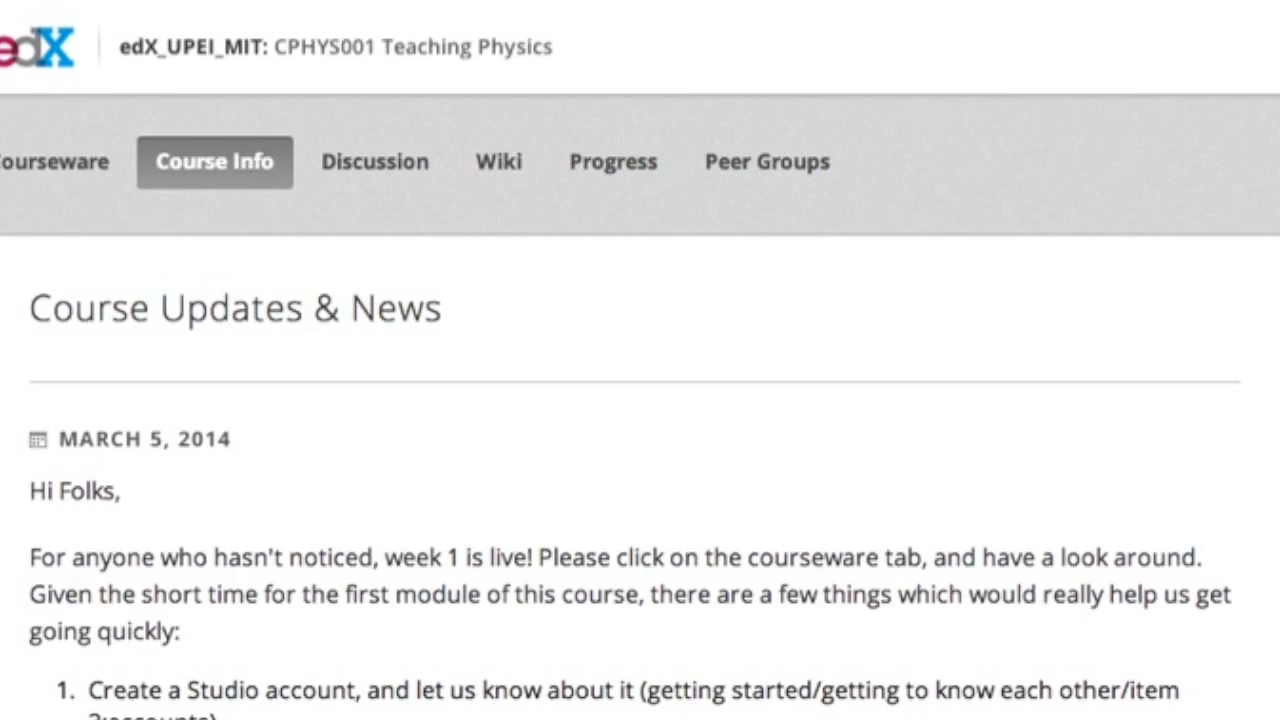 edX edX_UPEI_MIT: CPHYS001 Teaching Physics
ourseware Course Info Discussion Wiki Progress Peer Groups
Course Updates & News
MARCH 5, 2014
Hi Folks,
For anyone who hasn't noticed, week 1 is live! Please click on the courseware tab, and have a look around.
Given the short time for the first module of this course, there are a few things which would really help us get
going quickly:
1. Create a Studio account, and let us know about it (getting started/getting to know each other/item